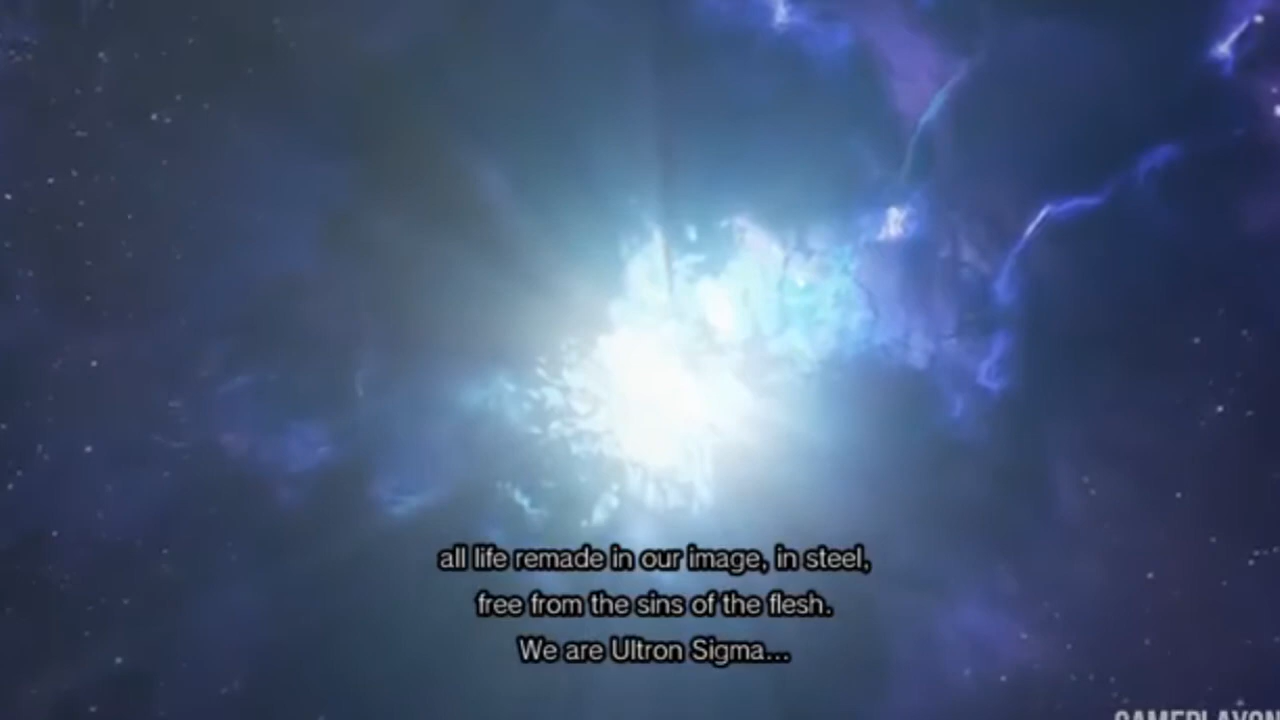 all life remade in our image, in steel,
free from the sins of the flesh.
We are Ultron Sigma...